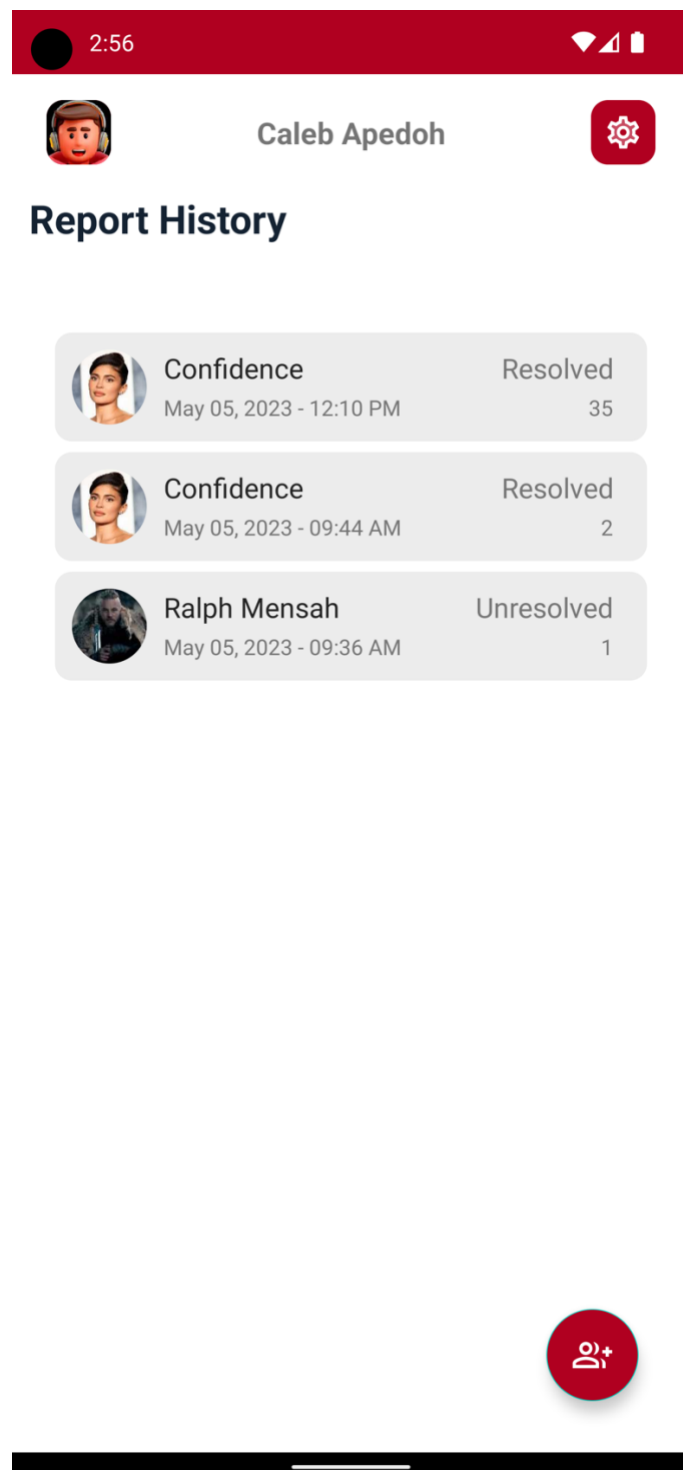 2:56
Caleb Apedoh
Report History
Confidence Resolved
May 05, 2023 - 12:10 PM 35
Confidence Resolved
May 05, 2023 - 09:44 AM 2
Ralph Mensah Unresolved
May 05, 2023 - 09:36 AM 1